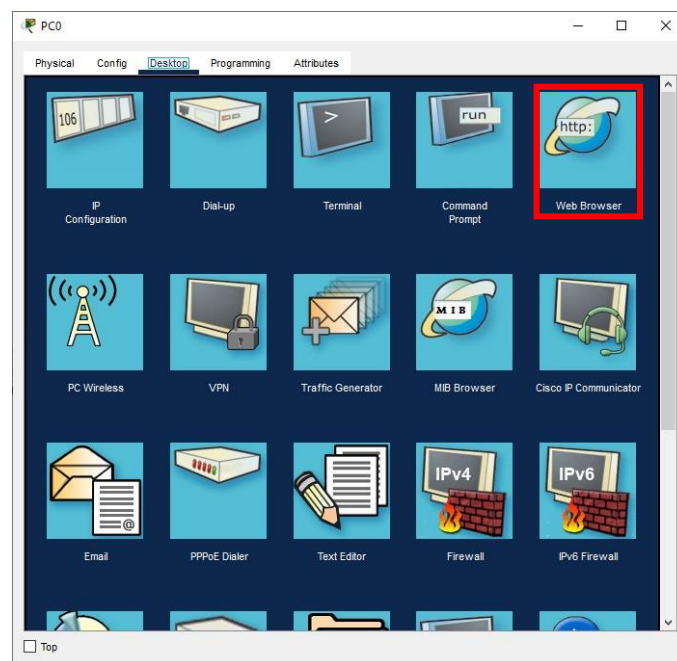 PC0
Physical Config Desktop Programming Attributes
106
>
run
http:
IP
Configuration
Dial-up
Terminal
Command
Prompt
Web Browser
MIB
PC Wireless
VPN
Traffic Generator
MIB Browser
Cisco IP Communicator
@
IPv4
IPv6
Email
PPPoE Dialer
Text Editor
Firewall
IPv6 Firewall
Top